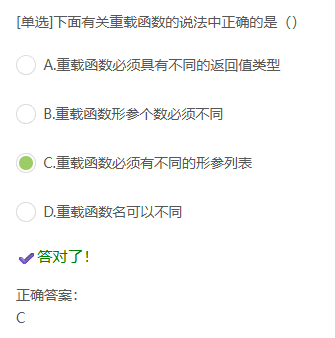 [单选]下面有关重载函数的说法中正确的是（）
A.重载函数必须具有不同的返回值类型
B.重载函数形参个数必须不同
C.重载函数必须有不同的形参列表
D.重载函数名可以不同
答对了！
正确答案：
C